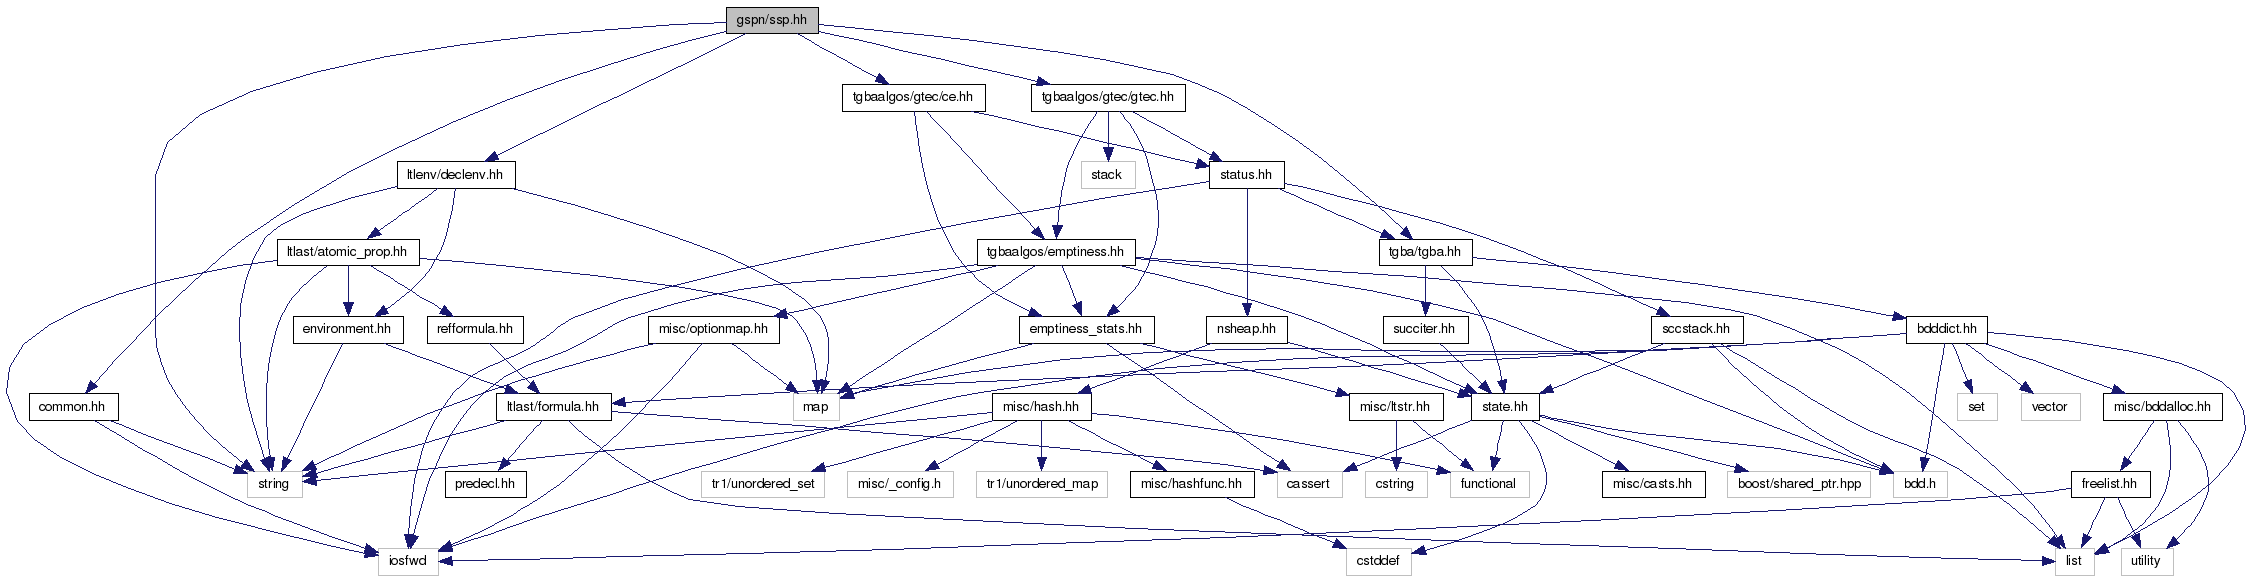 gspn/ssp.hh
tgbaalgos/gtec/ce.hh
tgbaalgos/gtec/gtec.hh
ltlenv/declenv.hh
stack
status.hh
ltlast/atomic_prop.hh
tgbaalgos/emptiness.hh
tgba/tgba.hh
environment.hh
refformula.hh
misc/optionmap.hh
emptiness_stats.hh
nsheap.hh
succiter.hh
sccstack.hh
bdddict.hh
common.hh
ltlast/formula.hh
map
misc/hash.hh
misc/ltstr.hh
state.hh
set
vector
misc/bddalloc.hh
string
predecl.hh
tr1/unordered_set
misc/_config.h
tr1/unordered_map
misc/hashfunc.hh
cassert
cstring
functional
misc/casts.hh
boost/shared_ptr.hpp
bdd.h
freelist.hh
iosfwd
cstddef
list
utility